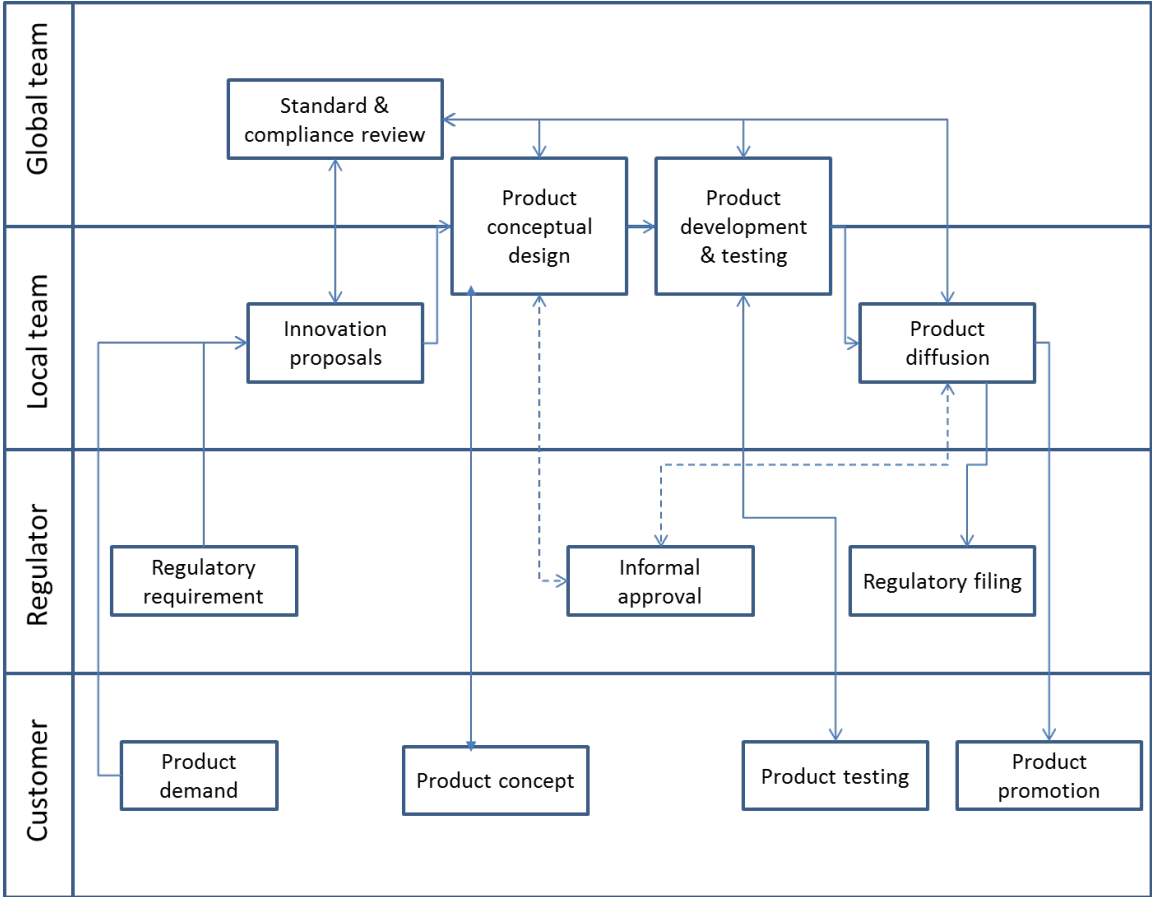 Global team
Standard &
compliance review
Product
conceptual
design
Product
development
& testing
Local team
Innovation
proposals
Product
diffusion
Regulator
Regulatory
requirement
Informal
approval
Regulatory filing
Customer
Product
demand
Product concept
Product testing
Product
promotion